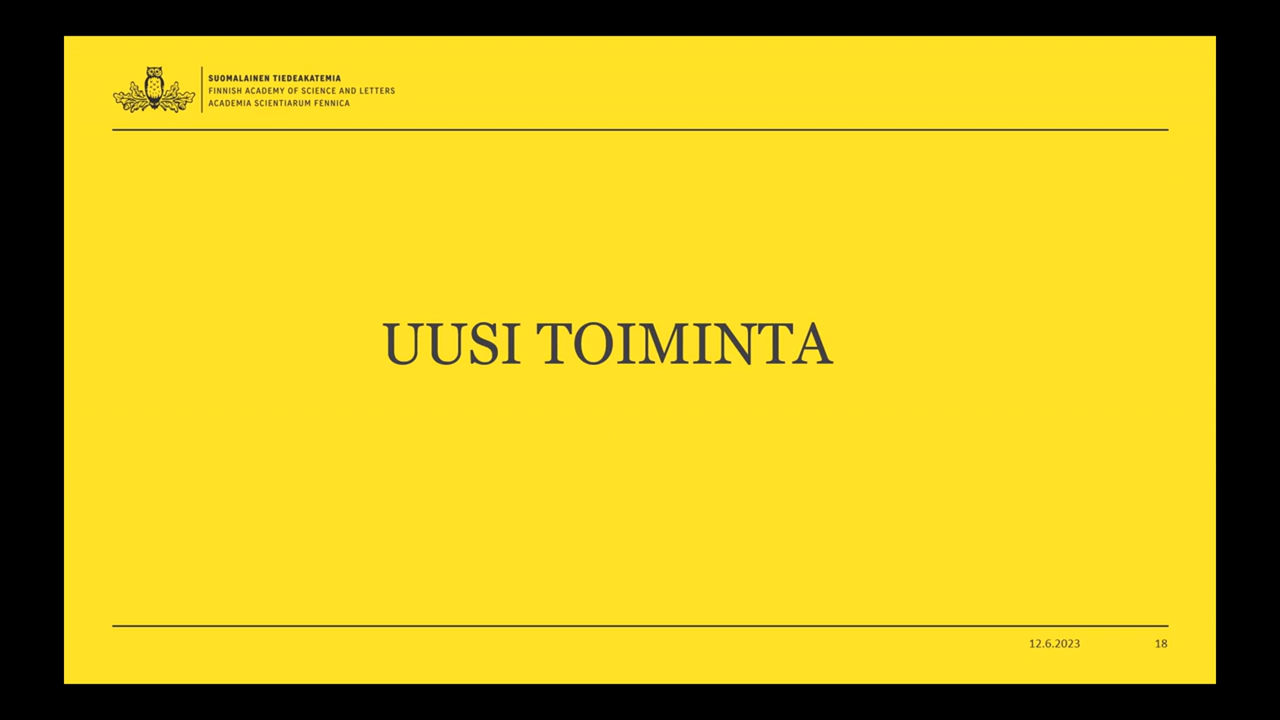 SUOMALAINEN TIEDEAKATEMIA
FINNISH ACADEMY OF SCIENCE AND LETTERS
ACADEMIA SCIENTIARUM FENNICA
UUSI TOIMINTA
12.6.2023 18